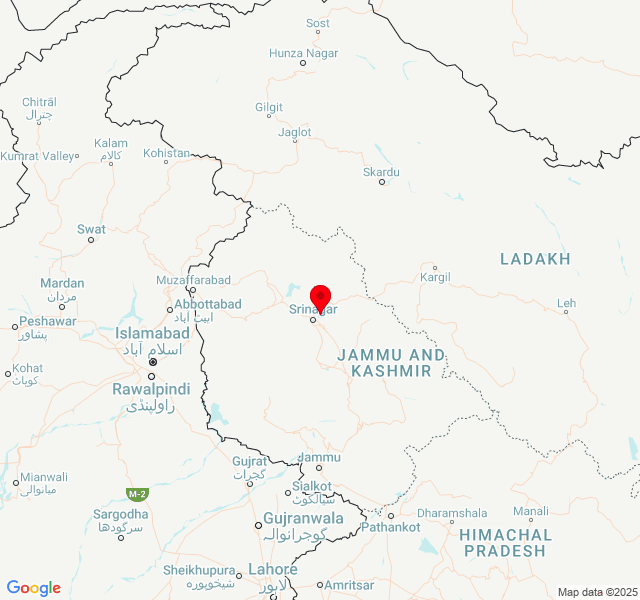 Sost
Hunza Nagar
Chitrāl
چترال
Gilgit
Jaglot
Kalam
كالام
Kumrat Valley
Kohistan
Skardu
Swat
LADAKH
Kargil
Muzaffarabad
Mardan
مردان
Abbottabad
ایبٹ آباد
Leh
Srinagar
Peshawar
پشاور
Islamabad
اسلام آباد
JAMMU AND
KASHMIR
Kohat
کوہاٹ
Rawalpindi
راولپنڈی
Jammu
Gujrat
گجرات
Mianwali
میانوالی
Sialkot
سیالکوٹ
M-2
Sargodha
سرگودھا
Gujranwala
گوجرانوالہ
Pathankot
Dharamshala
Manali
HIMACHAL
PRADESH
Sheikhupura
شیخوپورہ
Lahore
لاہور
Amritsar
Google
Map data ©2025